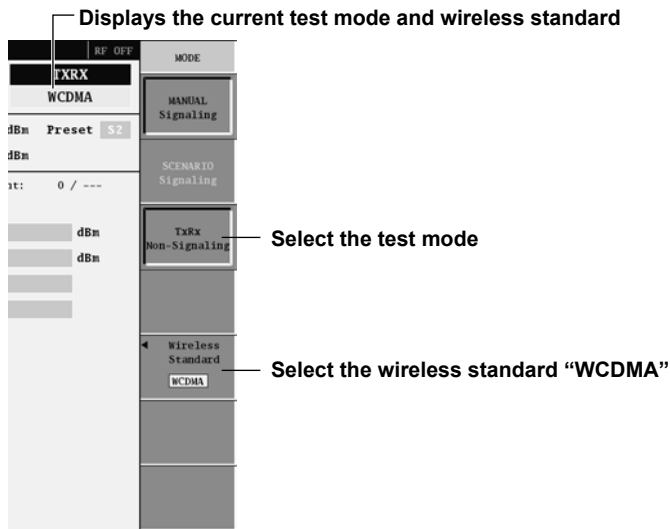 Displays the current test mode and wireless standard
RF OFF
TXRX
WCDMA
dBm Preset S2
dBm
nt: 0 / ---
dBm
dBm
MODE
MANUAL
Signaling
SCENARIO
Signaling
TxRx
Non-Signaling
Select the test mode
◄ Wireless
Standard
WCDMA
Select the wireless standard “WCDMA”